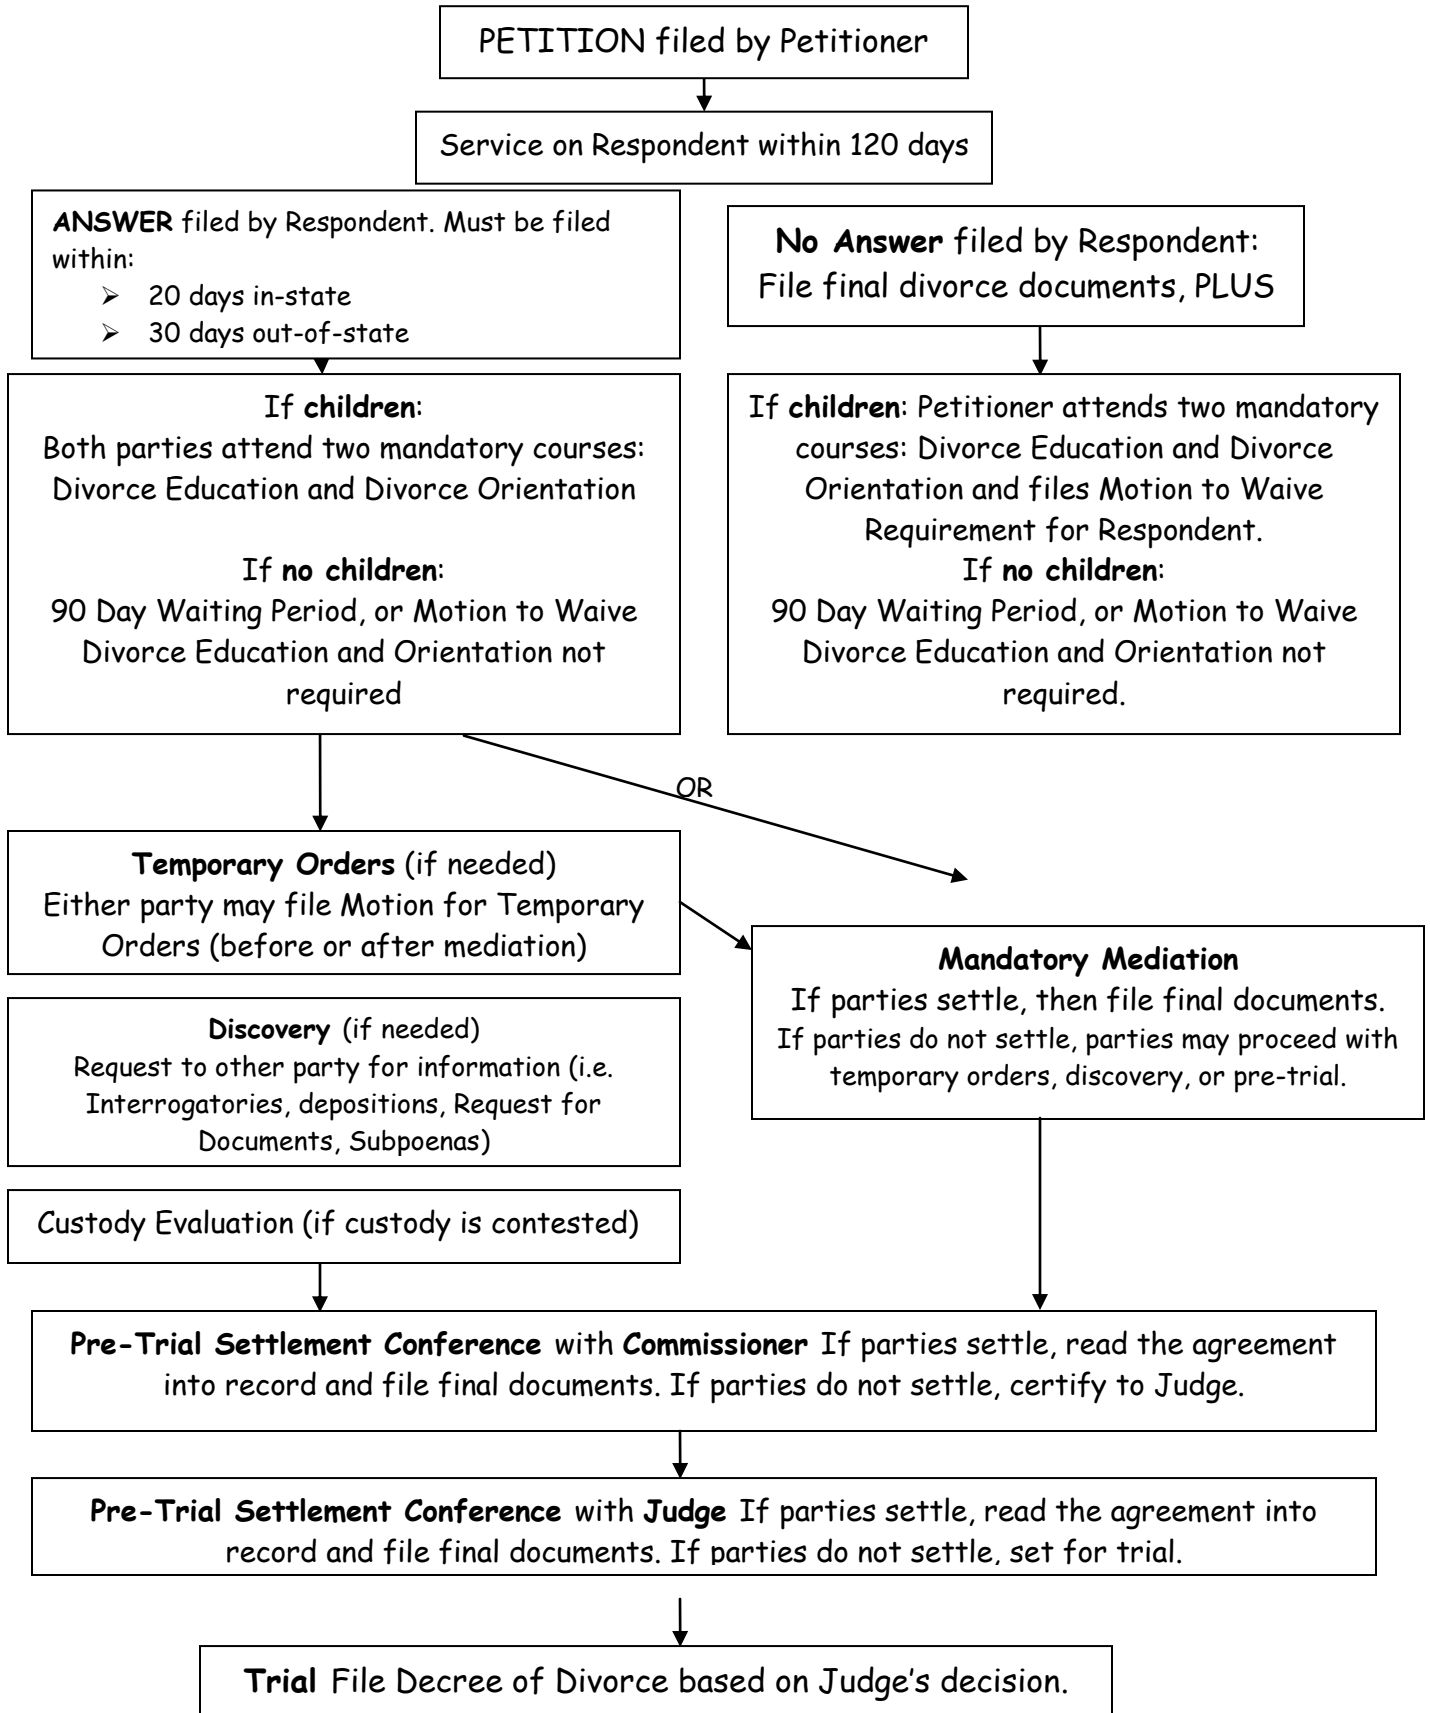 PETITION filed by Petitioner
Service on Respondent within 120 days
ANSWER filed by Respondent. Must be filed
within:
➢ 20 days in-state
➢ 30 days out-of-state
No Answer filed by Respondent:
File final divorce documents, PLUS
If children:
Both parties attend two mandatory courses:
Divorce Education and Divorce Orientation
If no children:
90 Day Waiting Period, or Motion to Waive
Divorce Education and Orientation not
required
If children: Petitioner attends two mandatory
courses: Divorce Education and Divorce
Orientation and files Motion to Waive
Requirement for Respondent.
If no children:
90 Day Waiting Period, or Motion to Waive
Divorce Education and Orientation not
required.
OR
Temporary Orders (if needed)
Either party may file Motion for Temporary
Orders (before or after mediation)
Mandatory Mediation
If parties settle, then file final documents.
If parties do not settle, parties may proceed with
temporary orders, discovery, or pre-trial.
Discovery (if needed)
Request to other party for information (i.e.
Interrogatories, depositions, Request for
Documents, Subpoenas)
Custody Evaluation (if custody is contested)
Pre-Trial Settlement Conference with Commissioner If parties settle, read the agreement
into record and file final documents. If parties do not settle, certify to Judge.
Pre-Trial Settlement Conference with Judge If parties settle, read the agreement into
record and file final documents. If parties do not settle, set for trial.
Trial File Decree of Divorce based on Judge's decision.